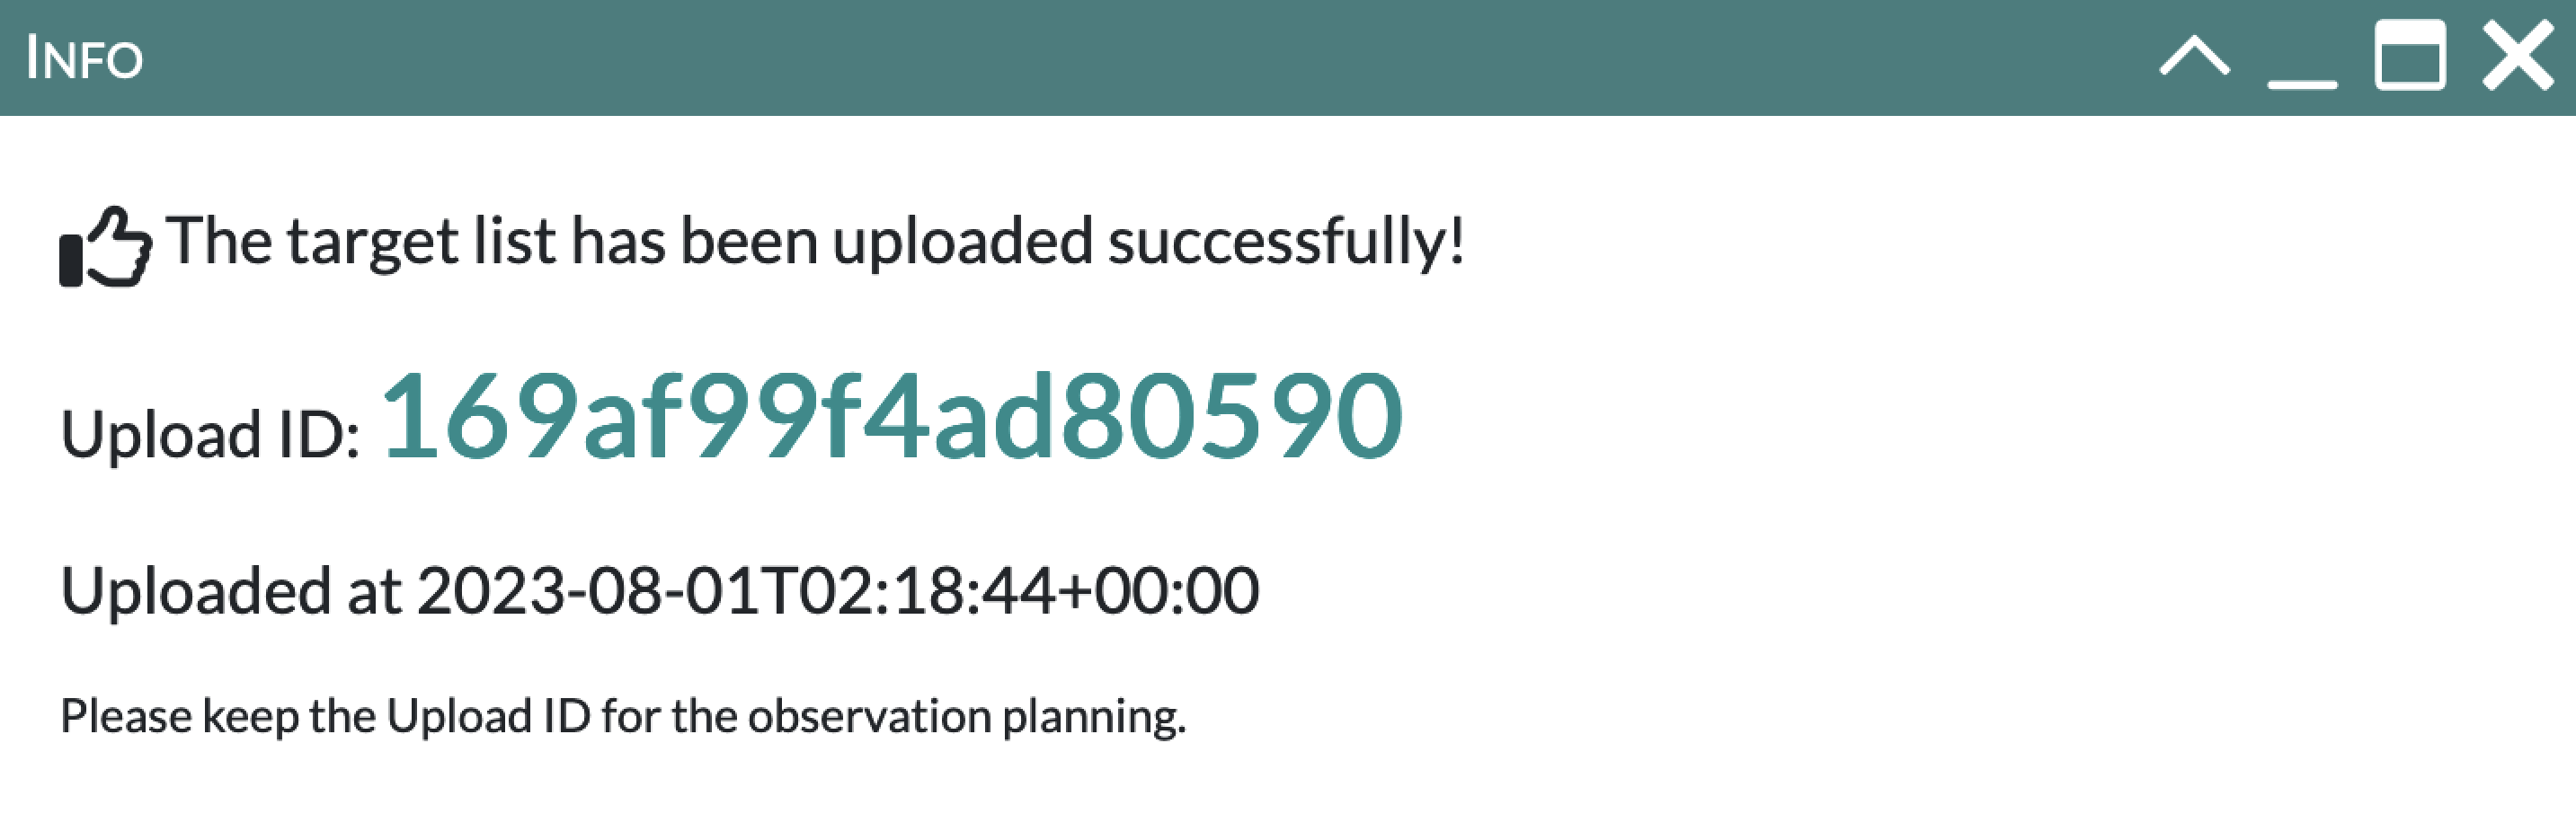 INFO
The target list has been uploaded successfully!
Upload ID: 169af99f4ad80590
Uploaded at 2023-08-01T02:18:44+00:00
Please keep the Upload ID for the observation planning.